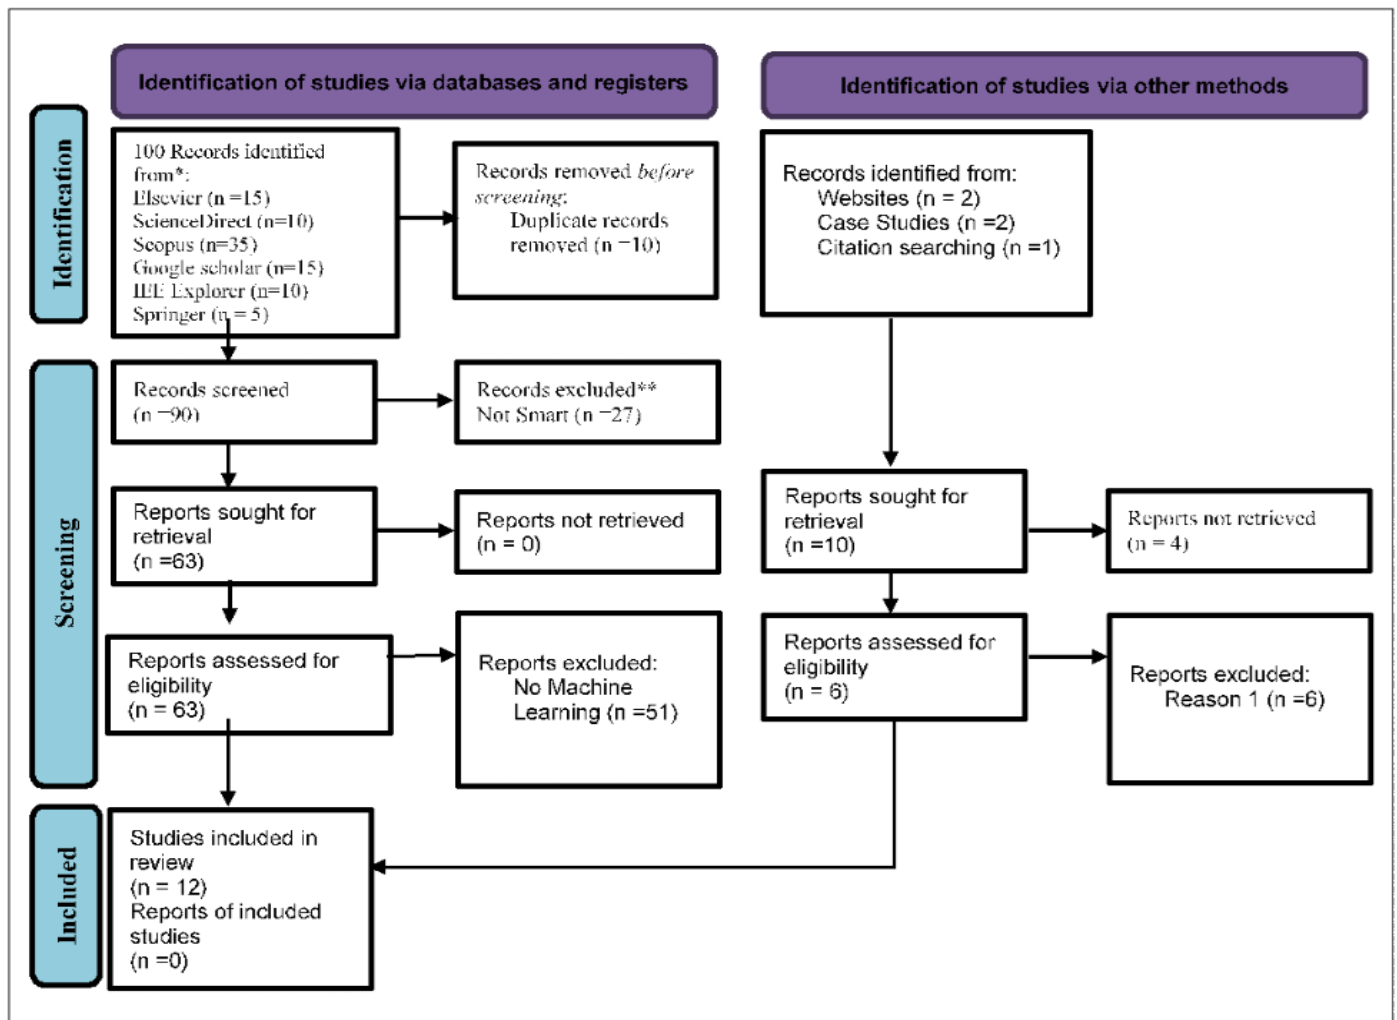 Identification of studies via databases and registers
Identification of studies via other methods
Identification
100 Records identified
from*:
Elsevier (n =15)
ScienceDirect (n=10)
Scopus (n=35)
Google scholar (n=15)
IEE Explorer (n=10)
Springer (n = 5)
Records removed before
screening:
Duplicate records
removed (n =10)
Records identified from:
Websites (n = 2)
Case Studies (n =2)
Citation searching (n =1)
Screening
Records screened
(n =90)
Records excluded**
Not Smart (n =27)
Reports sought for
retrieval
(n =63)
Reports not retrieved
(n = 0)
Reports sought for
retrieval
(n =10)
Reports not retrieved
(n = 4)
Reports assessed for
eligibility
(n = 63)
Reports excluded:
No Machine
Learning (n =51)
Reports assessed for
eligibility
(n = 6)
Reports excluded:
Reason 1 (n =6)
Included
Studies included in
review
(n = 12)
Reports of included
studies
(n =0)